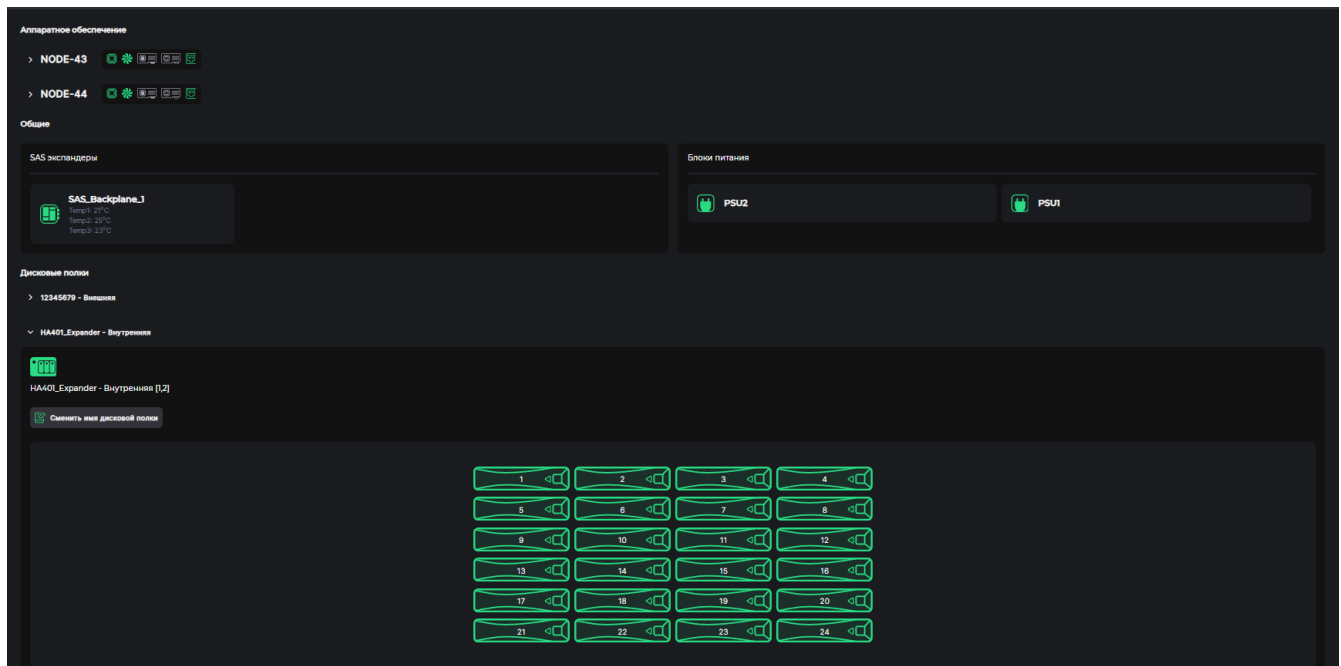 Аппаратное обеспечение
NODE-43
NODE-44
Общие
SAS экспандеры
SAS_Backplane_1
Temp1: 21°C
Temp2: 25°C
Temp3: 23°C
Блоки питания
PSU2
PSU1
Дисковые полки
12345679 - Внешняя
HA401_Expander - Внутренняя
HA401_Expander - Внутренняя [1,2]
Сменить имя дисковой полки
1 2 3 4
5 6 7 8
9 10 11 12
13 14 15 16
17 18 19 20
21 22 23 24